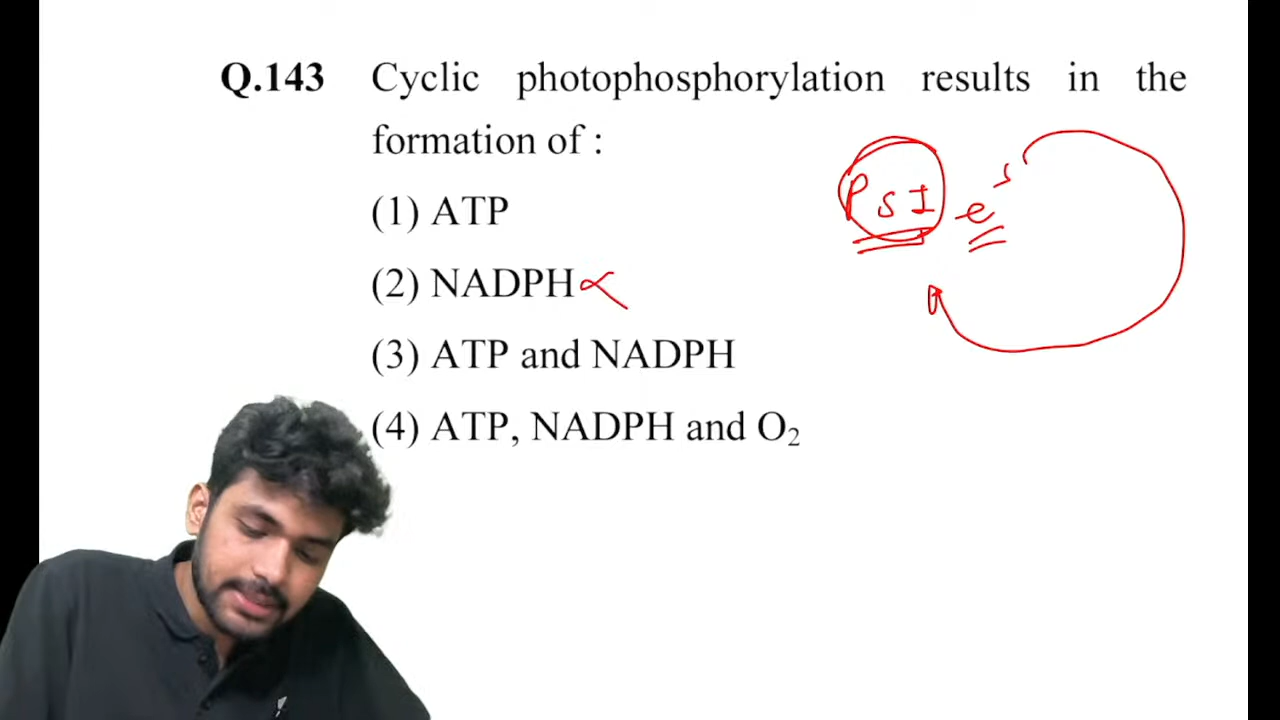 Q.143 Cyclic photophosphorylation results in the
formation of :
(1) ATP
(2) NADPH
(3) ATP and NADPH
(4) ATP, NADPH and O₂
PSI e